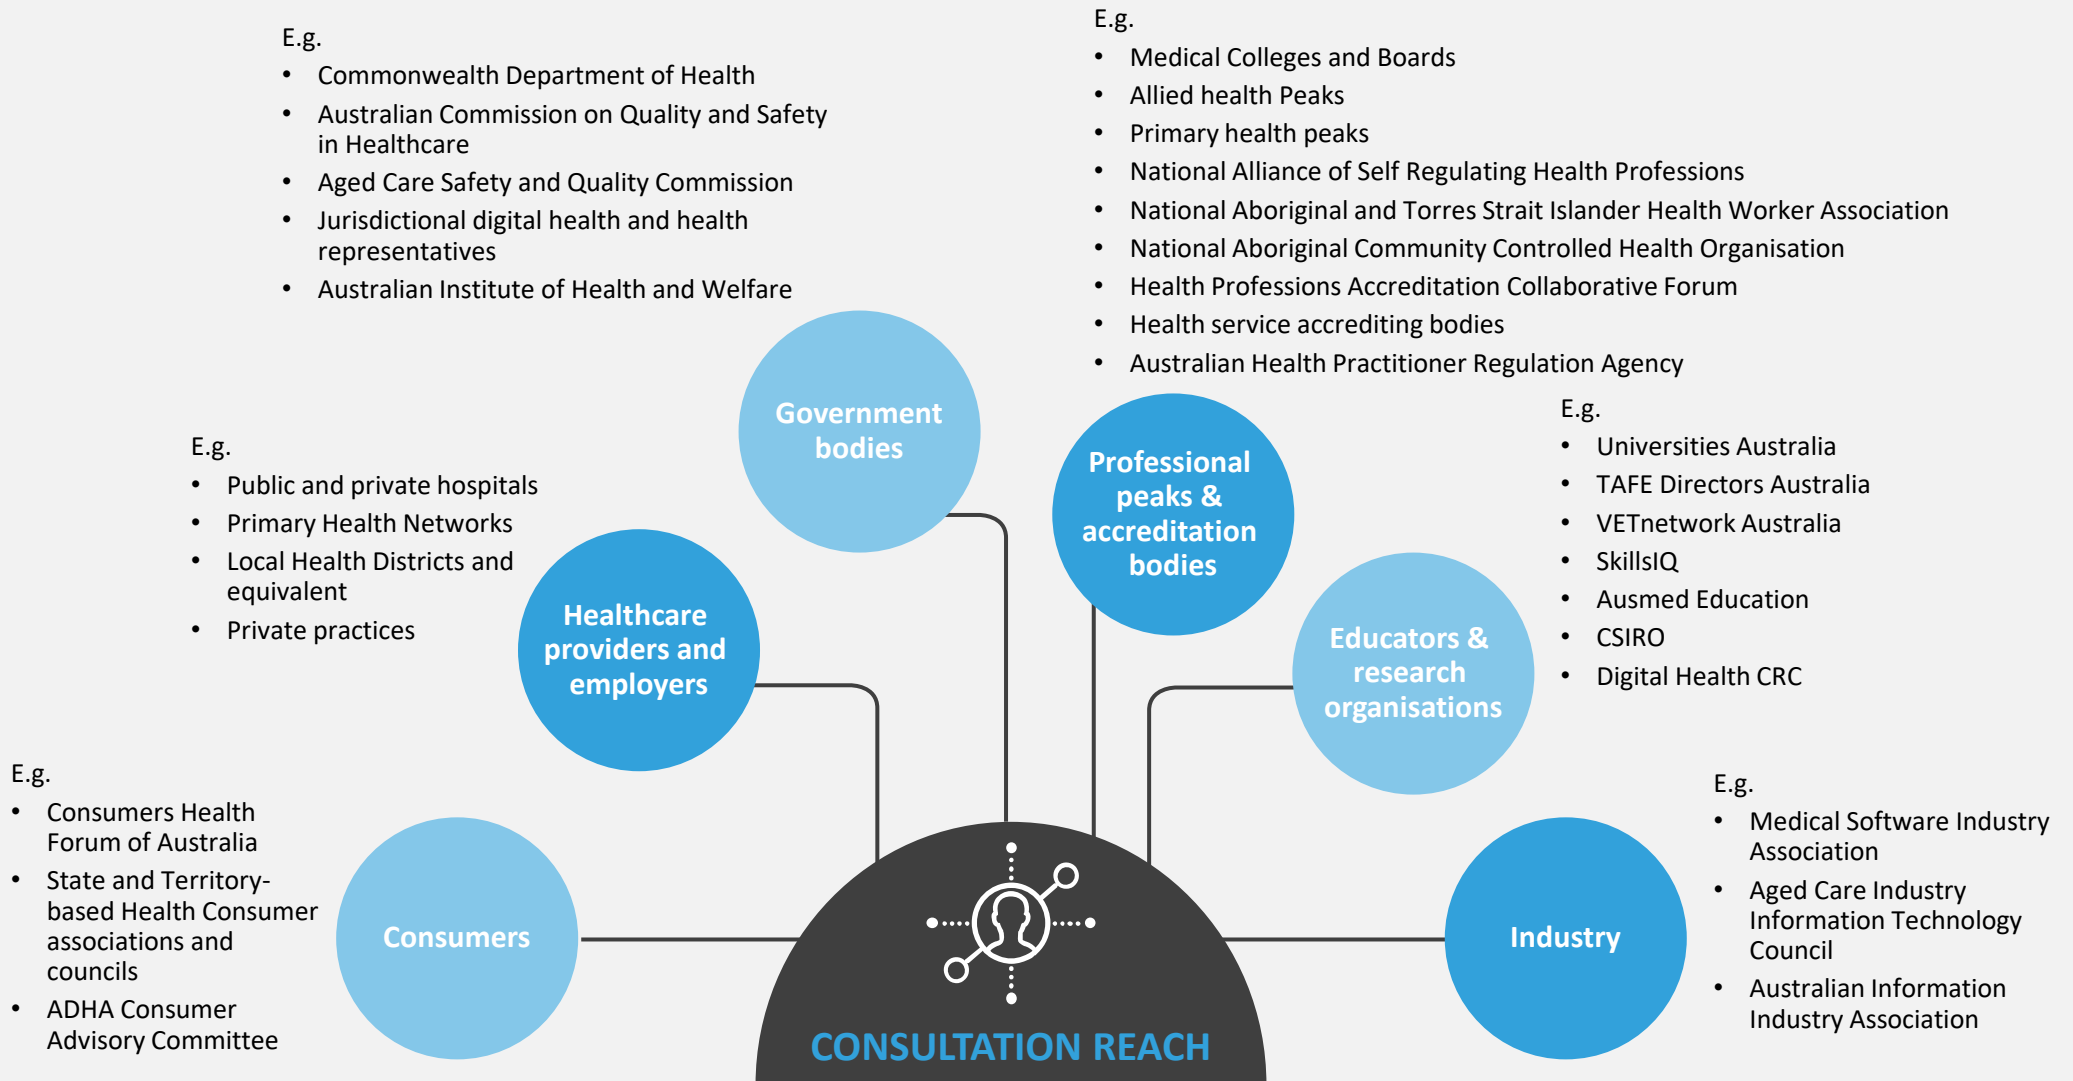 E.g.
• Commonwealth Department of Health
• Australian Commission on Quality and Safety
in Healthcare
• Aged Care Safety and Quality Commission
• Jurisdictional digital health and health
representatives
• Australian Institute of Health and Welfare
Government
bodies
E.g.
• Medical Colleges and Boards
• Allied health Peaks
• Primary health peaks
• National Alliance of Self Regulating Health Professions
• National Aboriginal and Torres Strait Islander Health Worker Association
• National Aboriginal Community Controlled Health Organisation
• Health Professions Accreditation Collaborative Forum
• Health service accrediting bodies
• Australian Health Practitioner Regulation Agency
Professional
peaks &
accreditation
bodies
E.g.
• Public and private hospitals
• Primary Health Networks
• Local Health Districts and
equivalent
• Private practices
Healthcare
providers and
employers
E.g.
• Universities Australia
• TAFE Directors Australia
• VETnetwork Australia
• SkillsIQ
• Ausmed Education
• CSIRO
• Digital Health CRC
Educators &
research
organisations
E.g.
• Consumers Health
Forum of Australia
• State and Territory-
based Health Consumer
associations and
councils
• ADHA Consumer
Advisory Committee
Consumers
E.g.
• Medical Software Industry
Association
• Aged Care Industry
Information Technology
Council
• Australian Information
Industry Association
Industry
CONSULTATION REACH